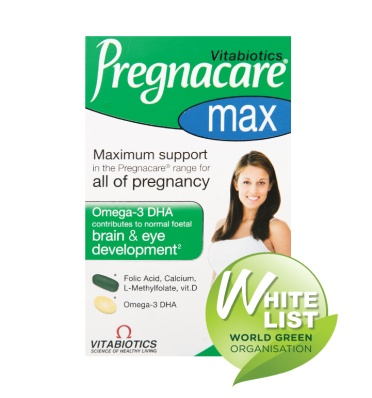 Vitabiotics
Pregnacare®
max
Maximum support
in the Pregnacare® range for
all of pregnancy
Omega-3 DHA
contributes to normal foetal
brain & eye
development²
Folic Acid, Calcium,
L-Methylfolate, vit.D
Omega-3 DHA
VITABIOTICS
SCIENCE OF HEALTHY LIVING
WHITE
LIST
WORLD GREEN
ORGANISATION